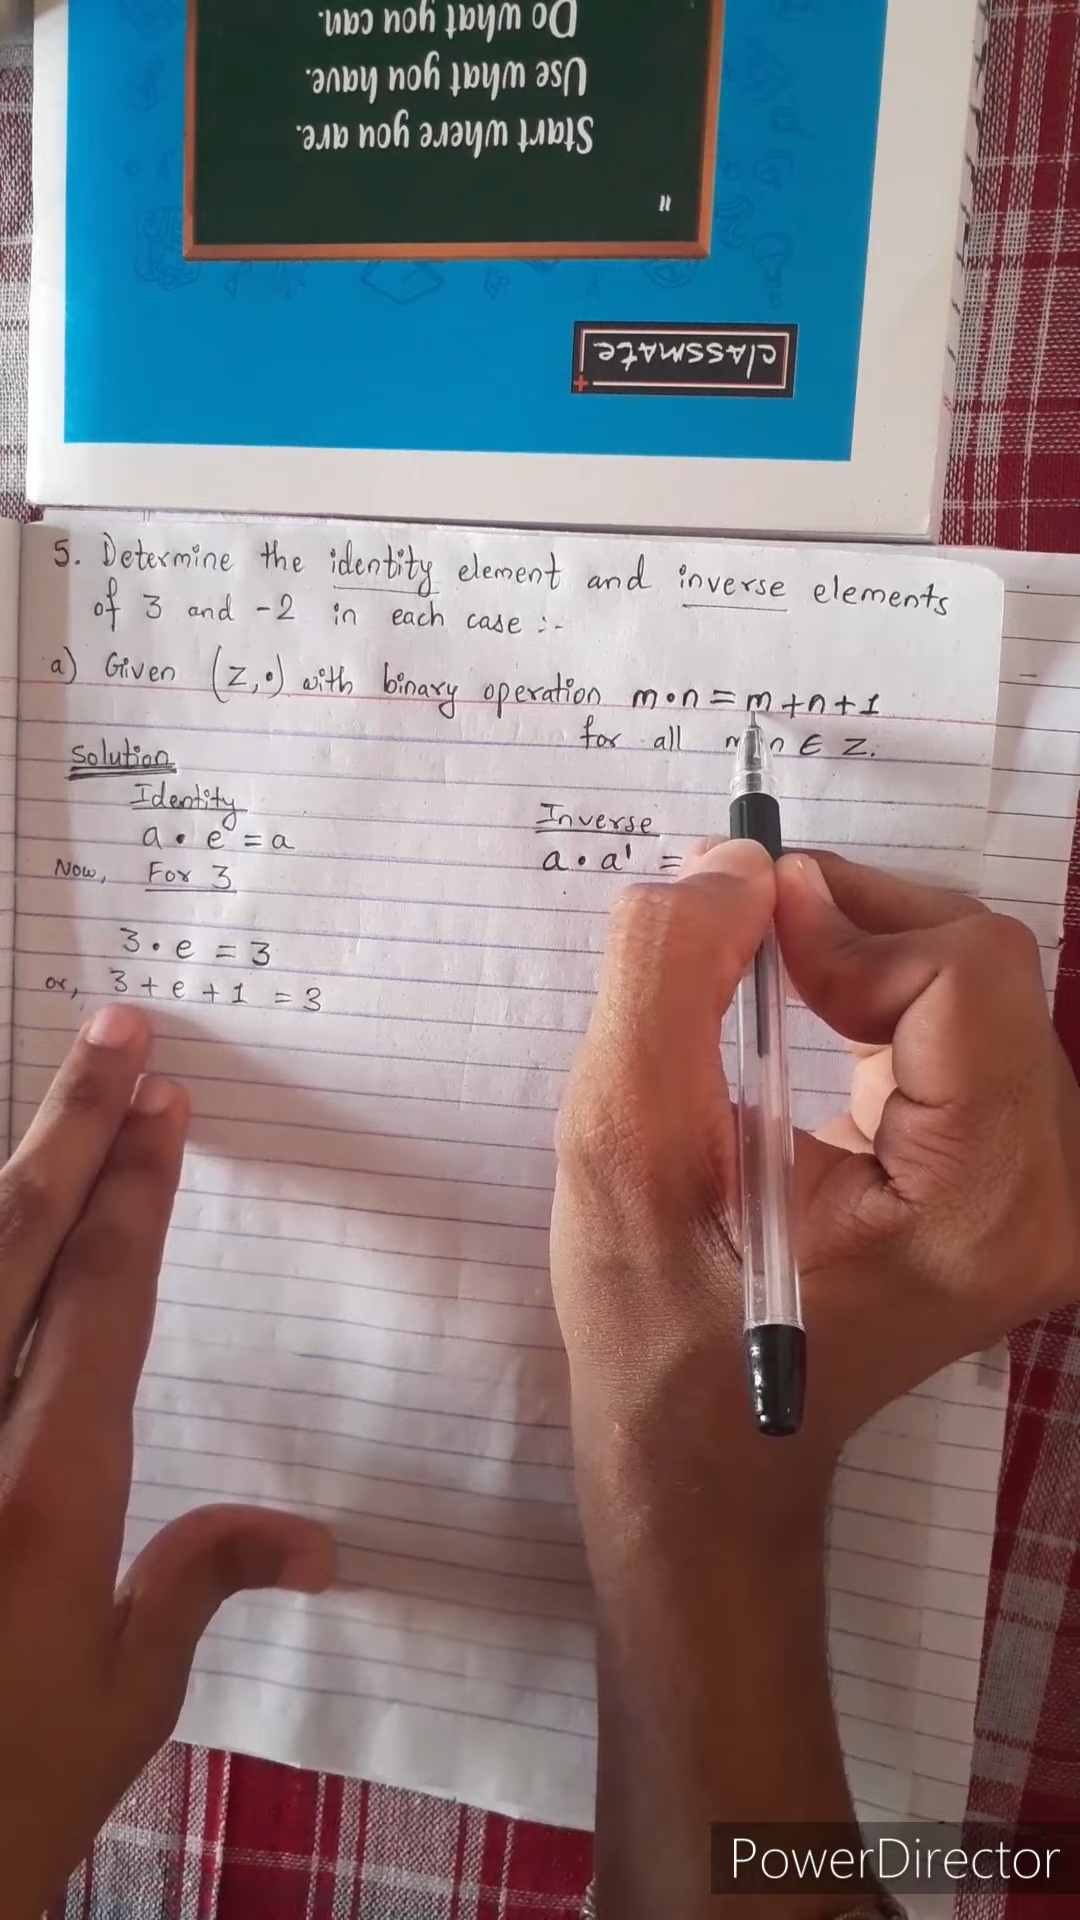 Do what you can.
Use what you have.
Start where you are.
"
classmate
5. Determine the identity element and inverse elements
of 3 and -2 in each case :-
a) Given (Z, •) with binary operation m•n = m+n+1
for all n ∈ Z.
Solution
Identity
a • e = a
Now, For 3
3 • e = 3
or, 3 + e + 1 = 3
Inverse
a • a' =
PowerDirector